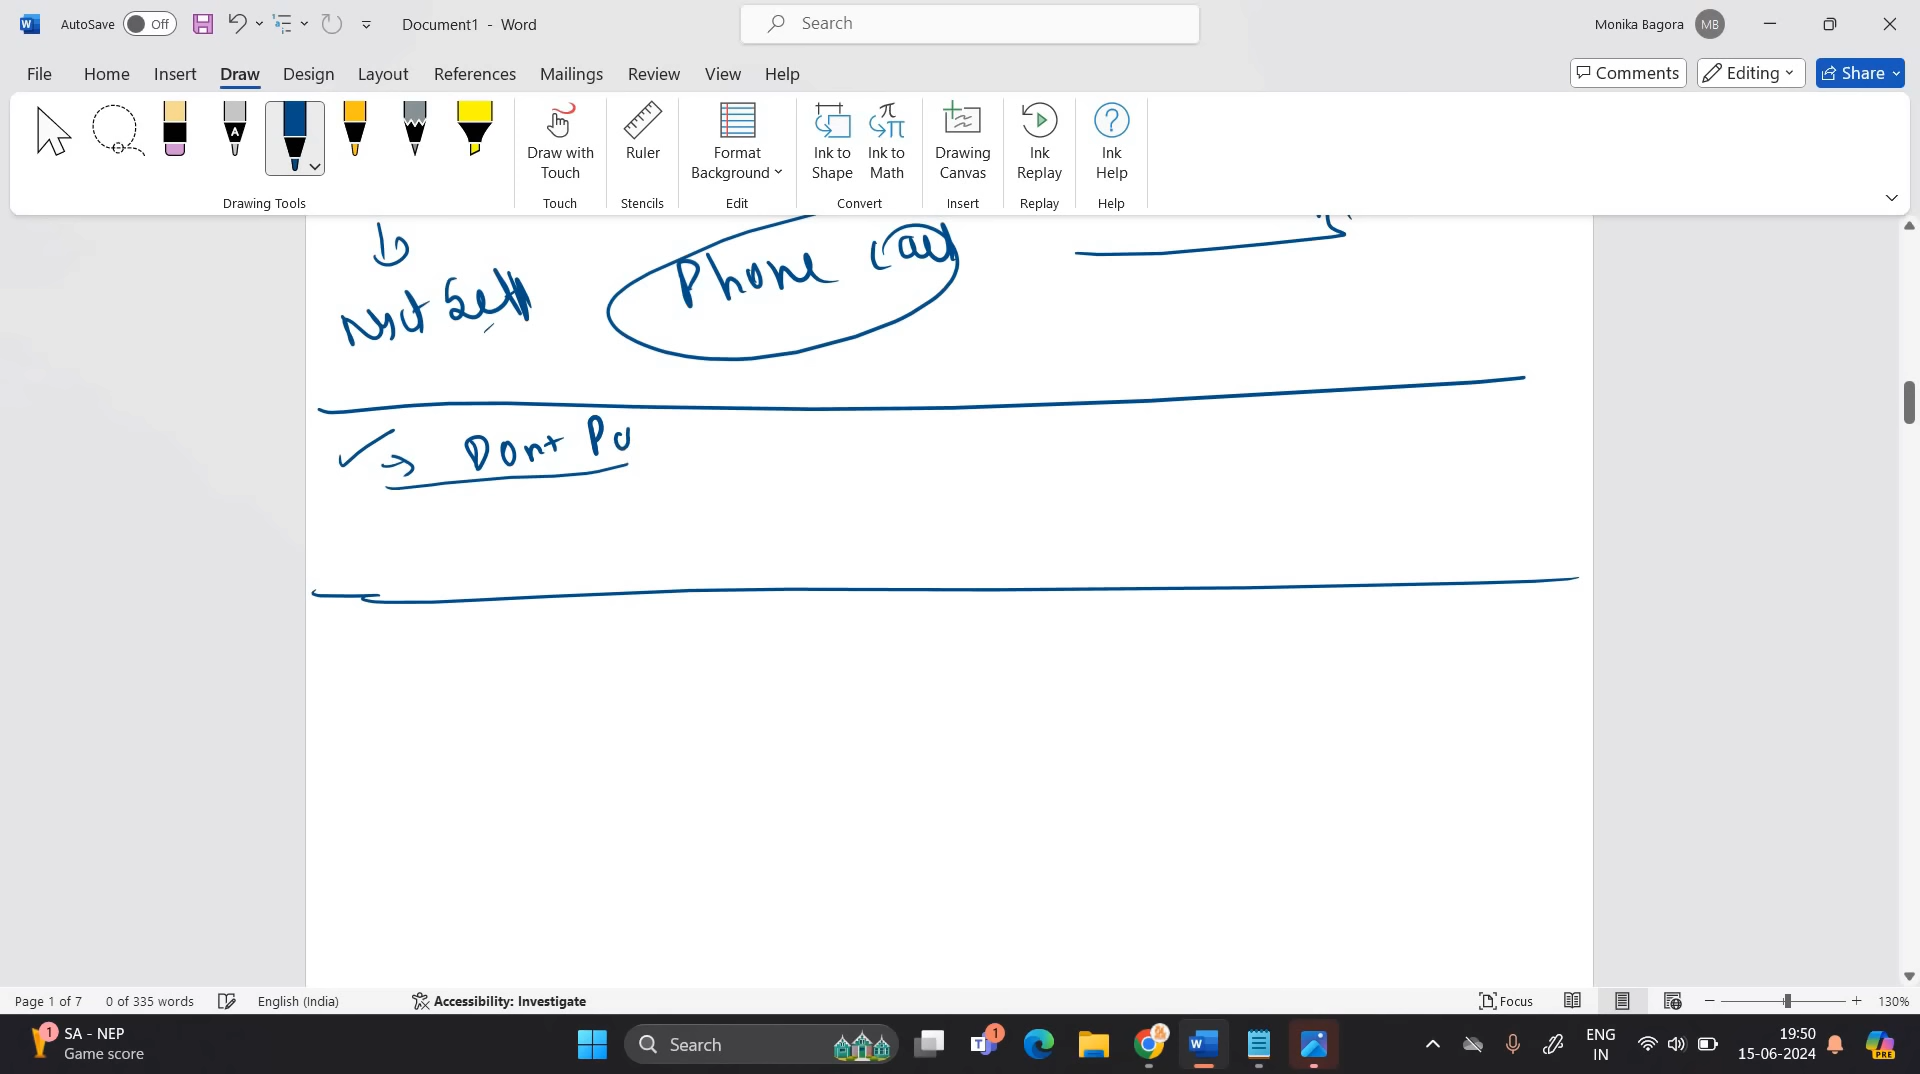 AutoSave Off Document1 - Word Search Monika Bagora MB
File Home Insert Draw Design Layout References Mailings Review View Help Comments Editing Share
A
Draw with Touch Ruler Format Background Ink to Shape Ink to Math Drawing Canvas Ink Replay Ink Help
Drawing Tools Touch Stencils Edit Convert Insert Replay Help
Phone
Dont
Page 1 of 7 0 of 335 words English (India) Accessibility: Investigate Focus 130%
1 SA - NEP
Game score
Search
1
ENG
IN
19:50
15-06-2024
PRE